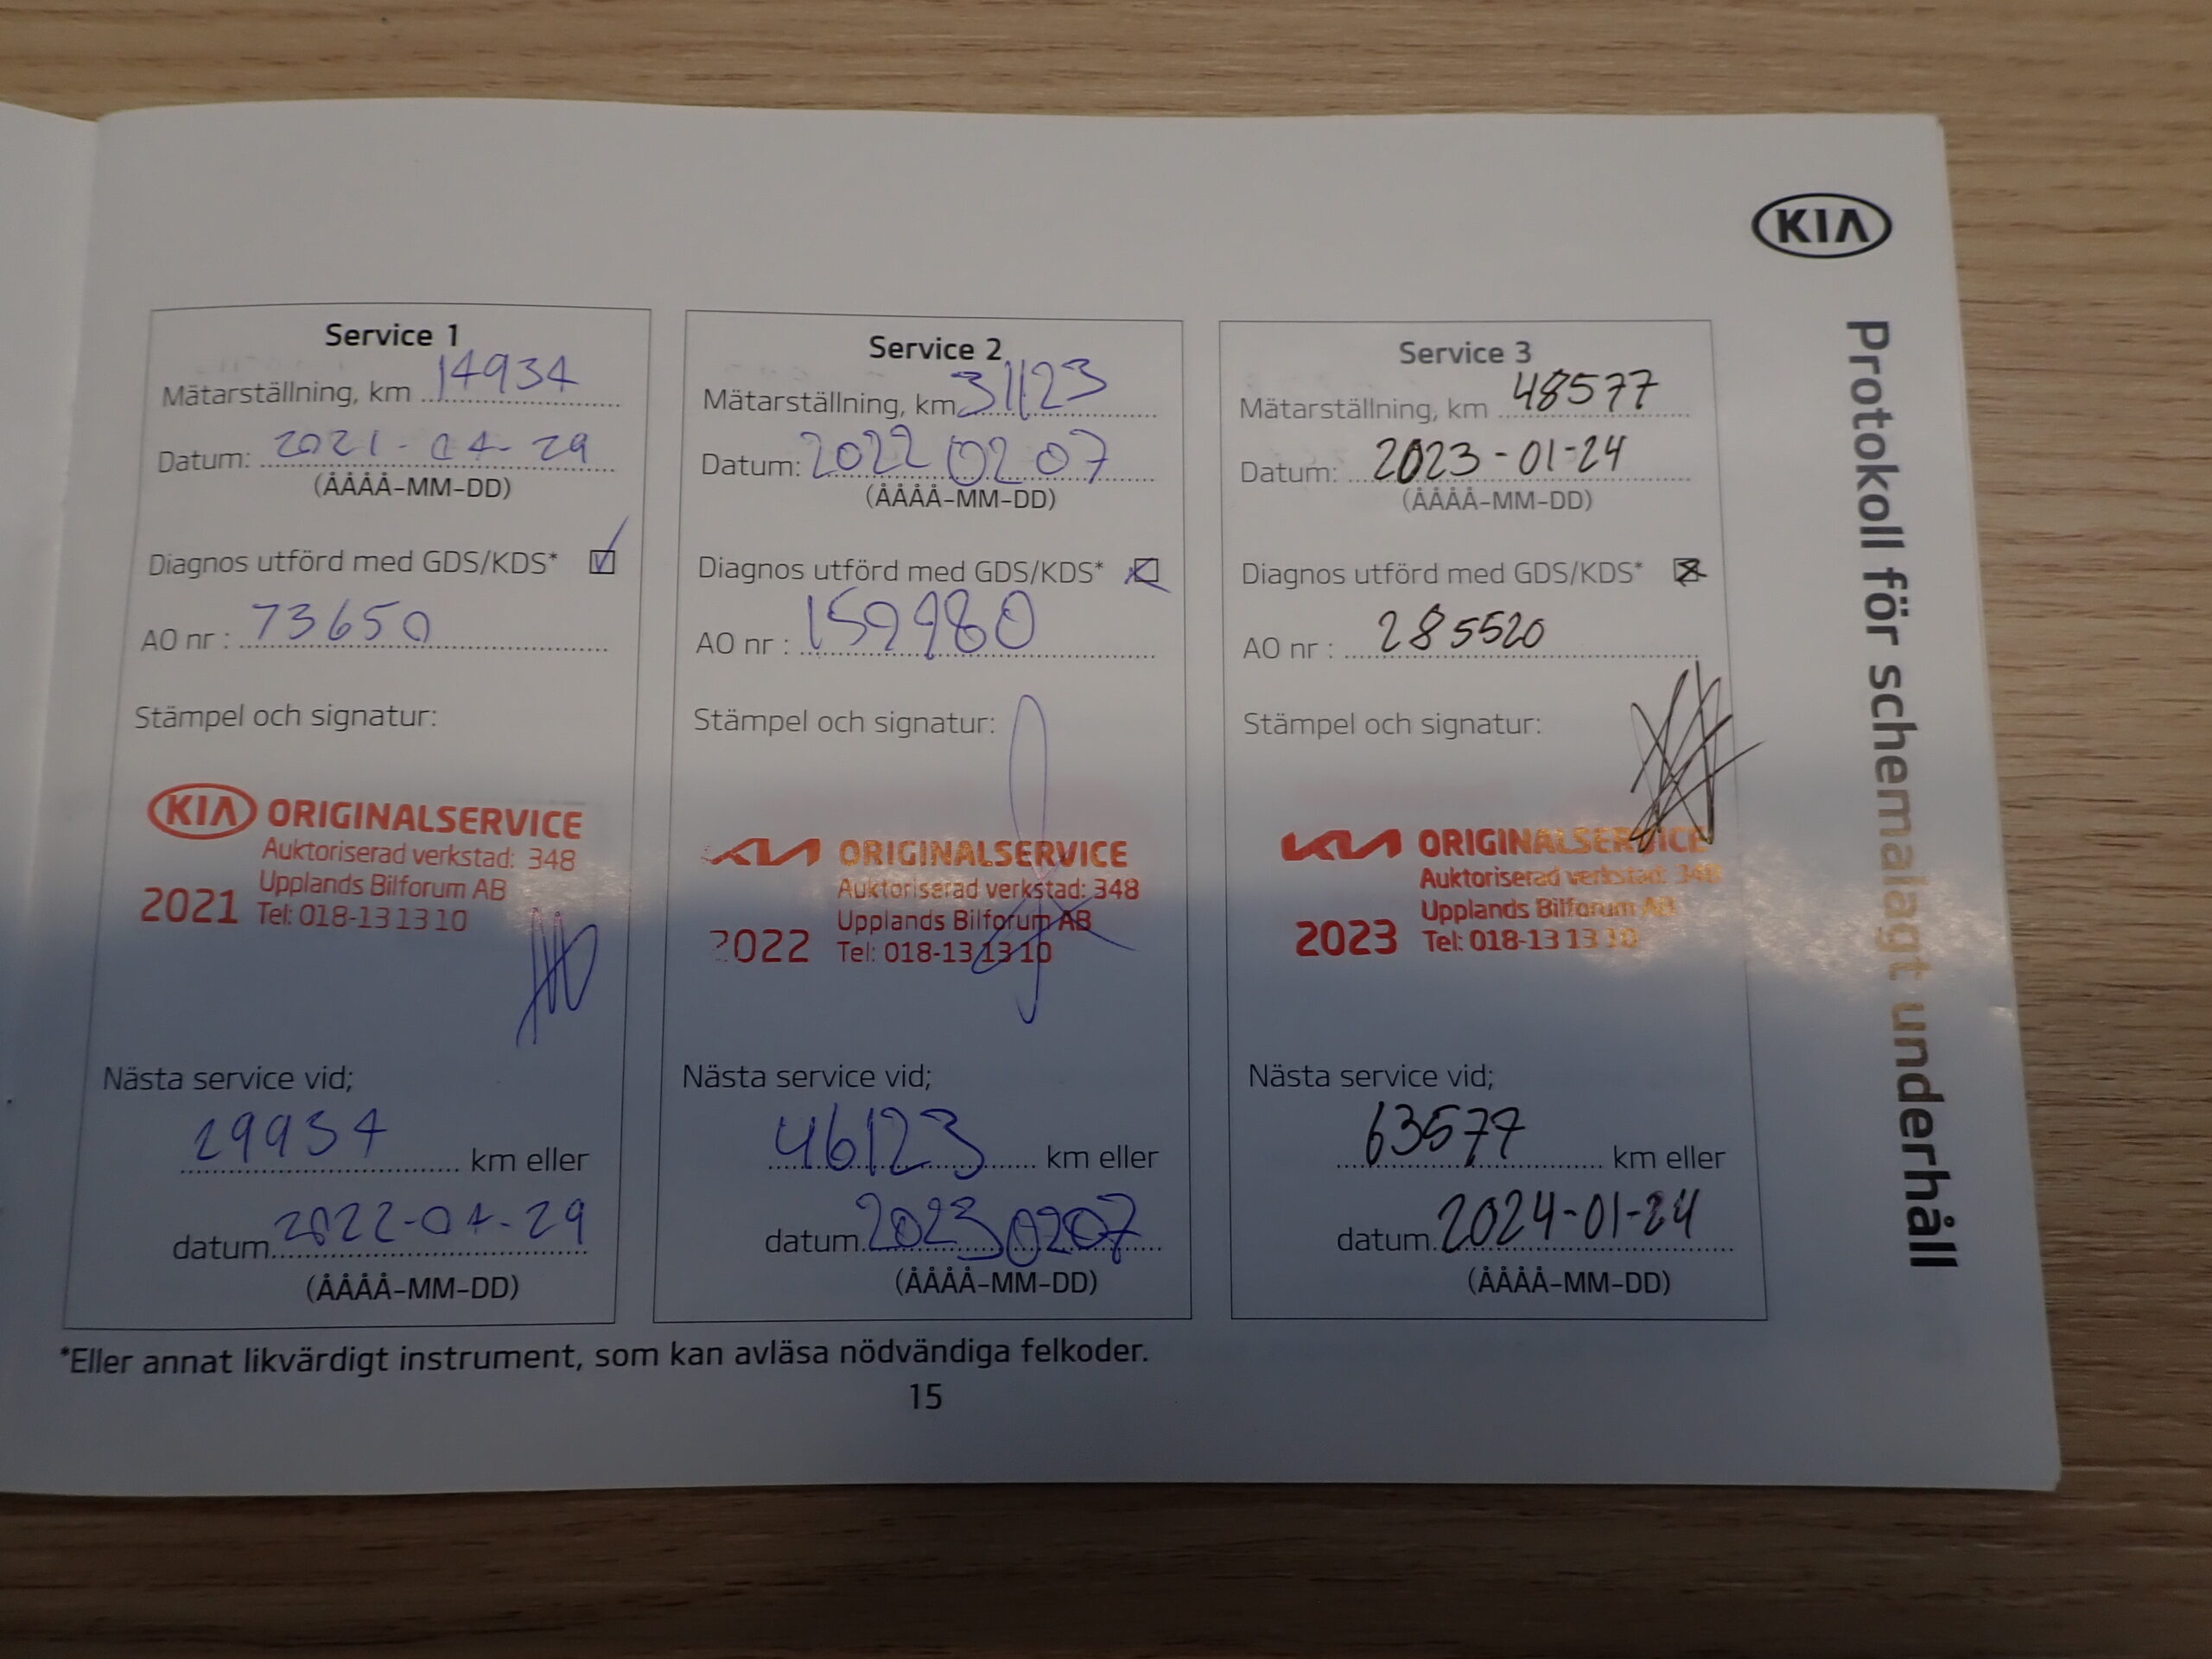 KIA
Protokoll för schemalagt underhåll
Service 1
Mätarställning, km 14934
Datum: 2021-04-29
(ÅÅÅÅ-MM-DD)
Diagnos utförd med GDS/KDS*
AO nr : 73650
Stämpel och signatur:
KIA ORIGINALSERVICE
Auktoriserad verkstad: 348
Upplands Bilforum AB
2021 Tel: 018-13 13 10
Nästa service vid;
29934 km eller
datum 2022-04-29
(ÅÅÅÅ-MM-DD)
Service 2
Mätarställning, km 31123
Datum: 2022 02 07
(ÅÅÅÅ-MM-DD)
Diagnos utförd med GDS/KDS*
AO nr : 159980
Stämpel och signatur:
KIA ORIGINALSERVICE
Auktoriserad verkstad: 348
Upplands Bilforum AB
2022 Tel: 018-13 13 10
Nästa service vid;
46123 km eller
datum 20230207
(ÅÅÅÅ-MM-DD)
Service 3
Mätarställning, km 48577
Datum: 2023-01-24
(ÅÅÅÅ-MM-DD)
Diagnos utförd med GDS/KDS*
AO nr : 285520
Stämpel och signatur:
KIA ORIGINALSERVICE
Auktoriserad verkstad: 348
Upplands Bilforum AB
2023 Tel: 018-13 13 10
Nästa service vid;
63577 km eller
datum 2024-01-24
(ÅÅÅÅ-MM-DD)
*Eller annat likvärdigt instrument, som kan avläsa nödvändiga felkoder.
15